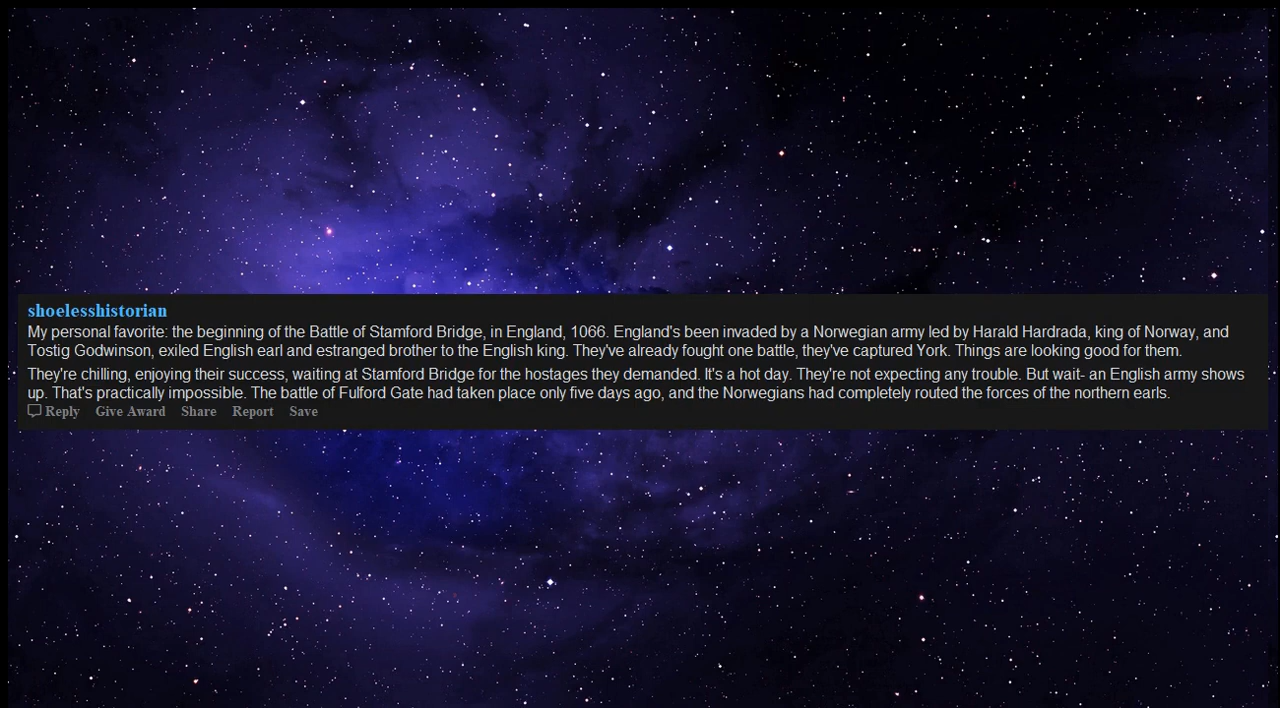 shoelesshistorian
My personal favorite: the beginning of the Battle of Stamford Bridge, in England, 1066. England's been invaded by a Norwegian army led by Harald Hardrada, king of Norway, and
Tostig Godwinson, exiled English earl and estranged brother to the English king. They've already fought one battle, they've captured York. Things are looking good for them.
They're chilling, enjoying their success, waiting at Stamford Bridge for the hostages they demanded. It's a hot day. They're not expecting any trouble. But wait- an English army shows
up. That's practically impossible. The battle of Fulford Gate had taken place only five days ago, and the Norwegians had completely routed the forces of the northern earls.
Reply Give Award Share Report Save